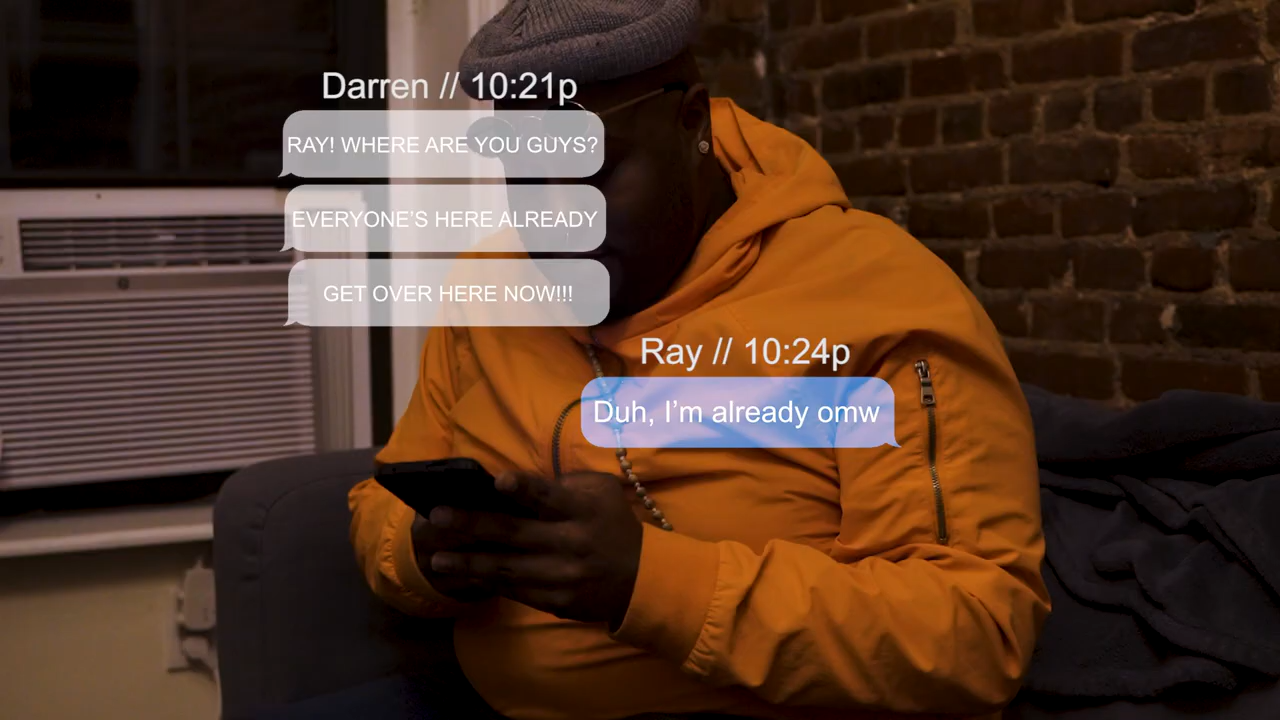 Darren // 10:21p
RAY! WHERE ARE YOU GUYS?
EVERYONE'S HERE ALREADY
GET OVER HERE NOW!!!
Ray // 10:24p
Duh, I'm already omw